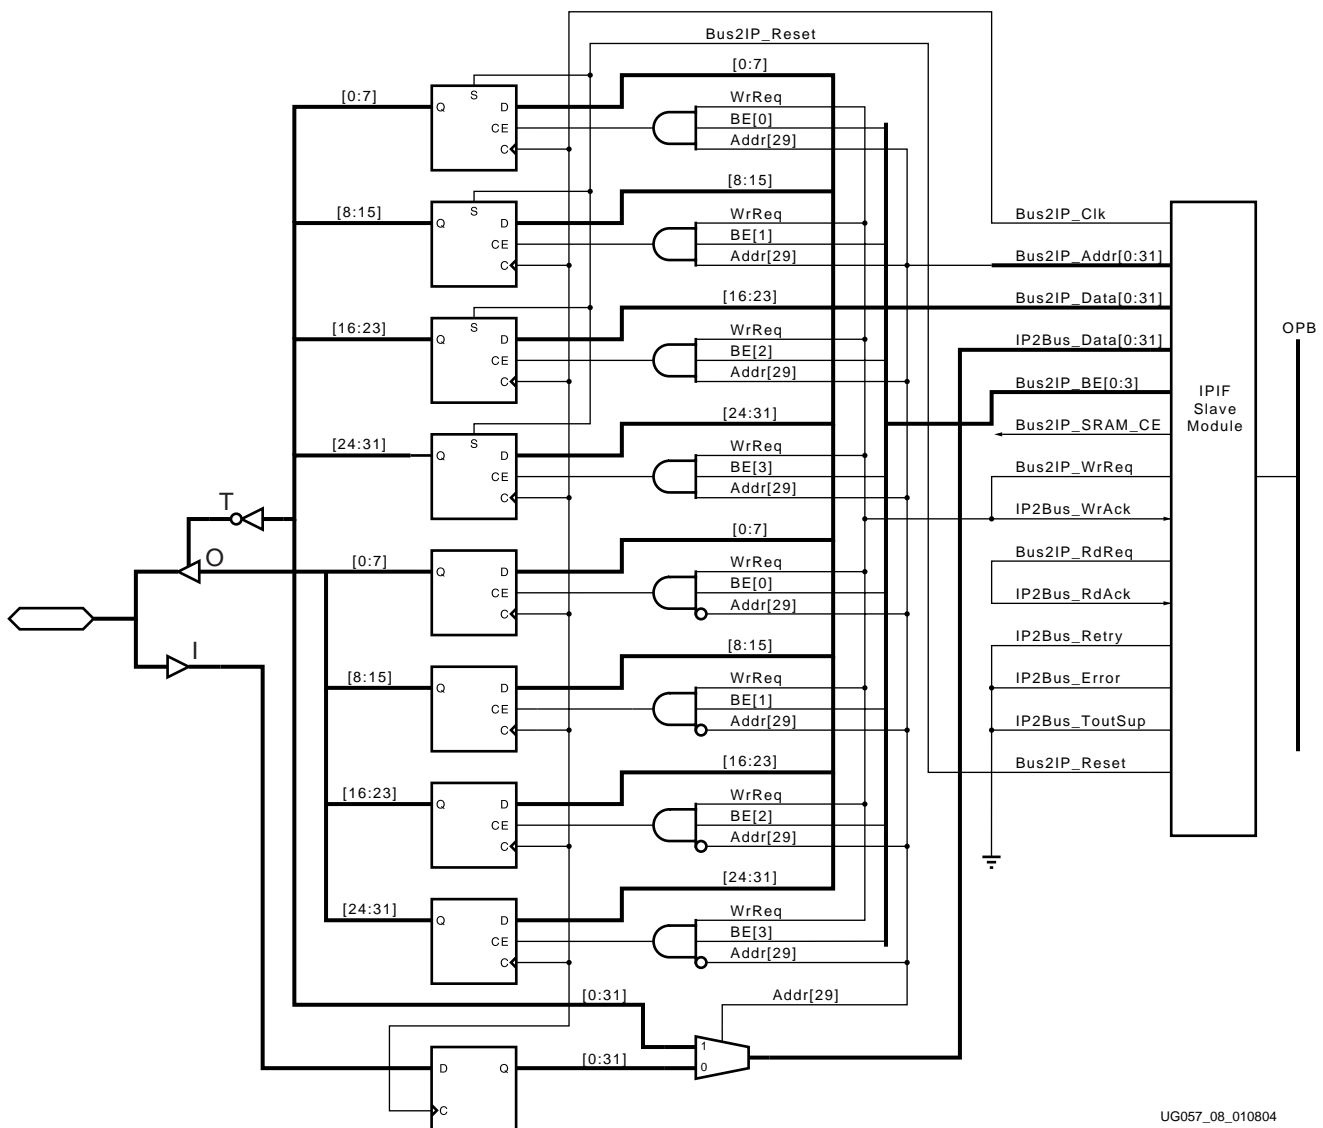 Bus2IP_Reset
[0:7]
[0:7]
S
Q
D
CE
C
WrReq
BE[0]
Addr[29]
[8:15]
[8:15]
S
Q
D
CE
C
WrReq
BE[1]
Addr[29]
[16:23]
[16:23]
S
Q
D
CE
C
WrReq
BE[2]
Addr[29]
[24:31]
[24:31]
S
Q
D
CE
C
WrReq
BE[3]
Addr[29]
T
O
I
[0:7]
[0:7]
Q
D
CE
C
WrReq
BE[0]
Addr[29]
[8:15]
[8:15]
Q
D
CE
C
WrReq
BE[1]
Addr[29]
[16:23]
[16:23]
Q
D
CE
C
WrReq
BE[2]
Addr[29]
[24:31]
[24:31]
Q
D
CE
C
WrReq
BE[3]
Addr[29]
[0:31]
Addr[29]
D
Q
C
[0:31]
1
0
Bus2IP_Clk
Bus2IP_Addr[0:31]
Bus2IP_Data[0:31]
IP2Bus_Data[0:31]
Bus2IP_BE[0:3]
Bus2IP_SRAM_CE
Bus2IP_WrReq
IP2Bus_WrAck
Bus2IP_RdReq
IP2Bus_RdAck
IP2Bus_Retry
IP2Bus_Error
IP2Bus_ToutSup
Bus2IP_Reset
IPIF
Slave
Module
OPB
UG057_08_010804